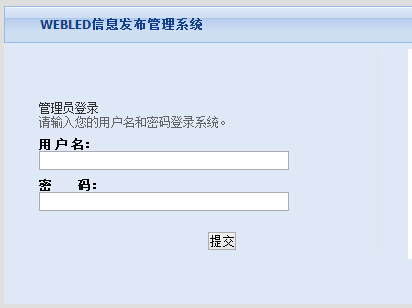 WEBLED信息发布管理系统
管理员登录
请输入您的用户名和密码登录系统。
用 户 名：
密　　码：
提交